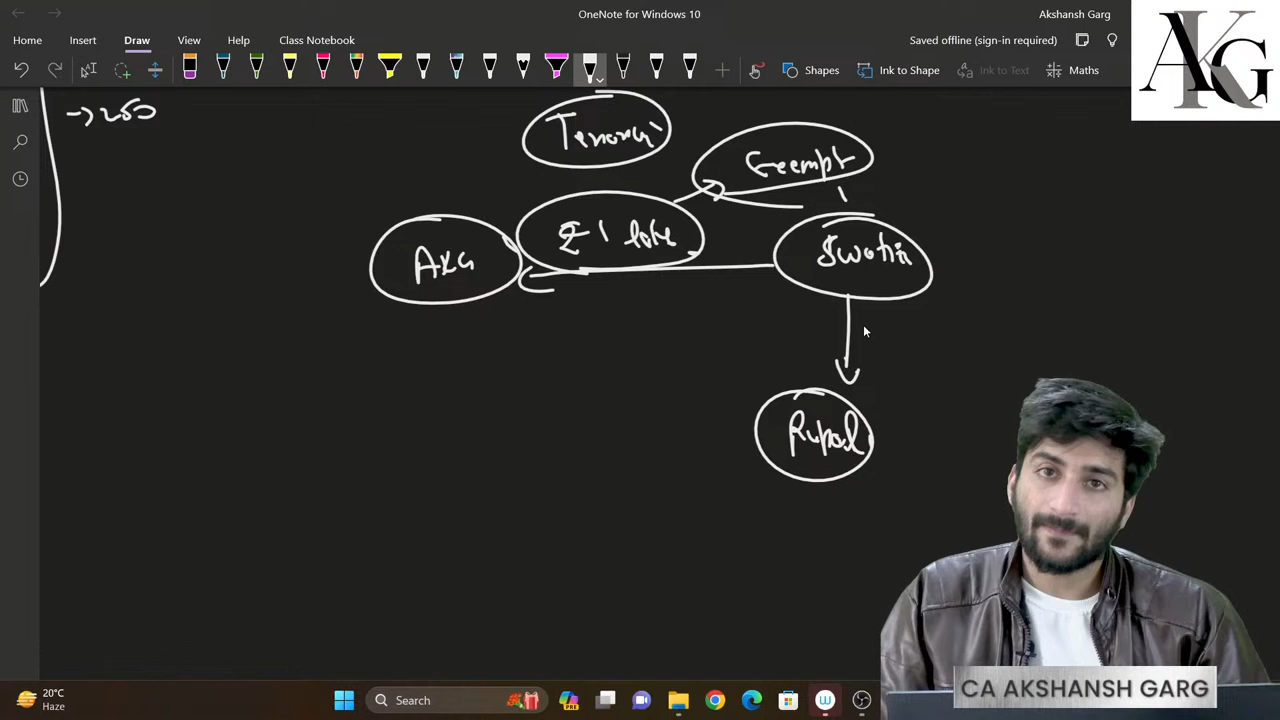 OneNote for Windows 10
Akshansh Garg
Home Insert Draw View Help Class Notebook
Saved offline (sign-in required)
Shapes
Ink to Shape
Ink to Text
Maths
AKG
→ 250
Exempt
AKG
1
Swati
Rupal
CA AKSHANSH GARG
20°C
Haze
Search
PRE